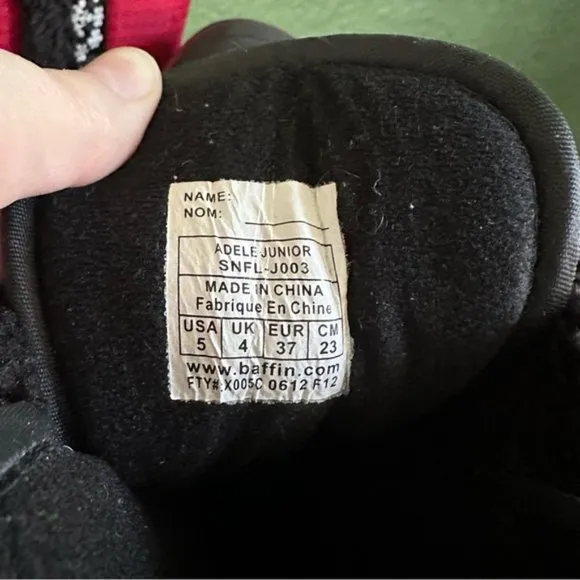 NAME:
NOM:
ADELE JUNIOR
SNFL-J003
MADE IN CHINA
Fabrique En Chine
USA UK EUR CM
5 4 37 23
www.baffin.com
FTY#:X005C 0612 F12